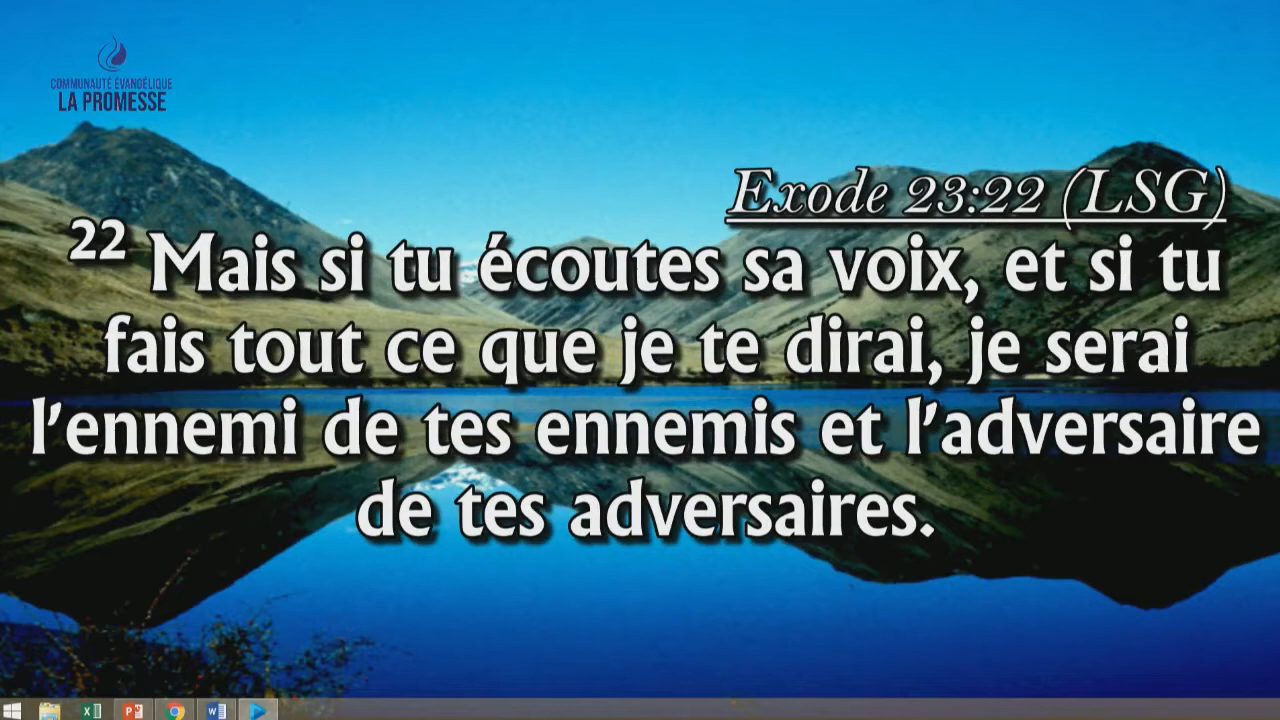 COMMUNAUTÉ ÉVANGÉLIQUE
LA PROMESSE
Exode 23:22 (LSG)
22 Mais si tu écoutes sa voix, et si tu
fais tout ce que je te dirai, je serai
l'ennemi de tes ennemis et l'adversaire
de tes adversaires.